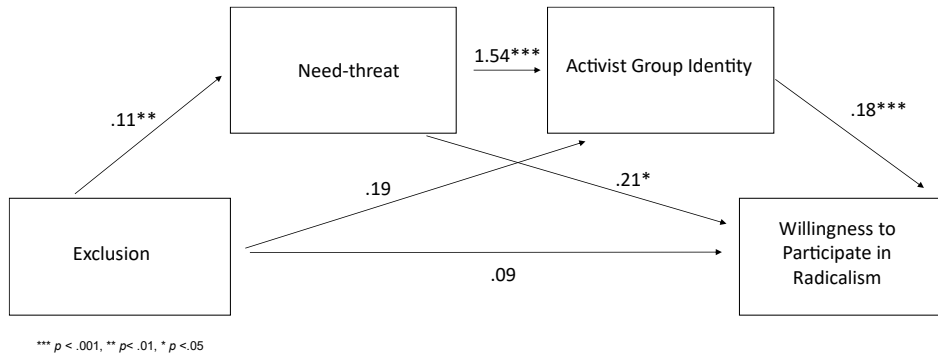 Need-threat
1.54***
Activist Group Identity
.11**
.18***
.19
.21*
Exclusion
.09
Willingness to
Participate in
Radicalism
*** p < .001, ** p< .01, * p <.05